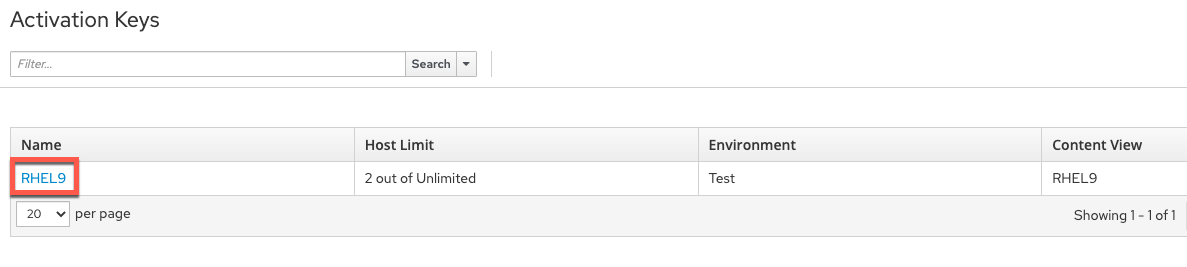 Activation Keys
Filter...
Search
Name Host Limit Environment Content View
RHEL9 2 out of Unlimited Test RHEL9
20 per page Showing 1 - 1 of 1